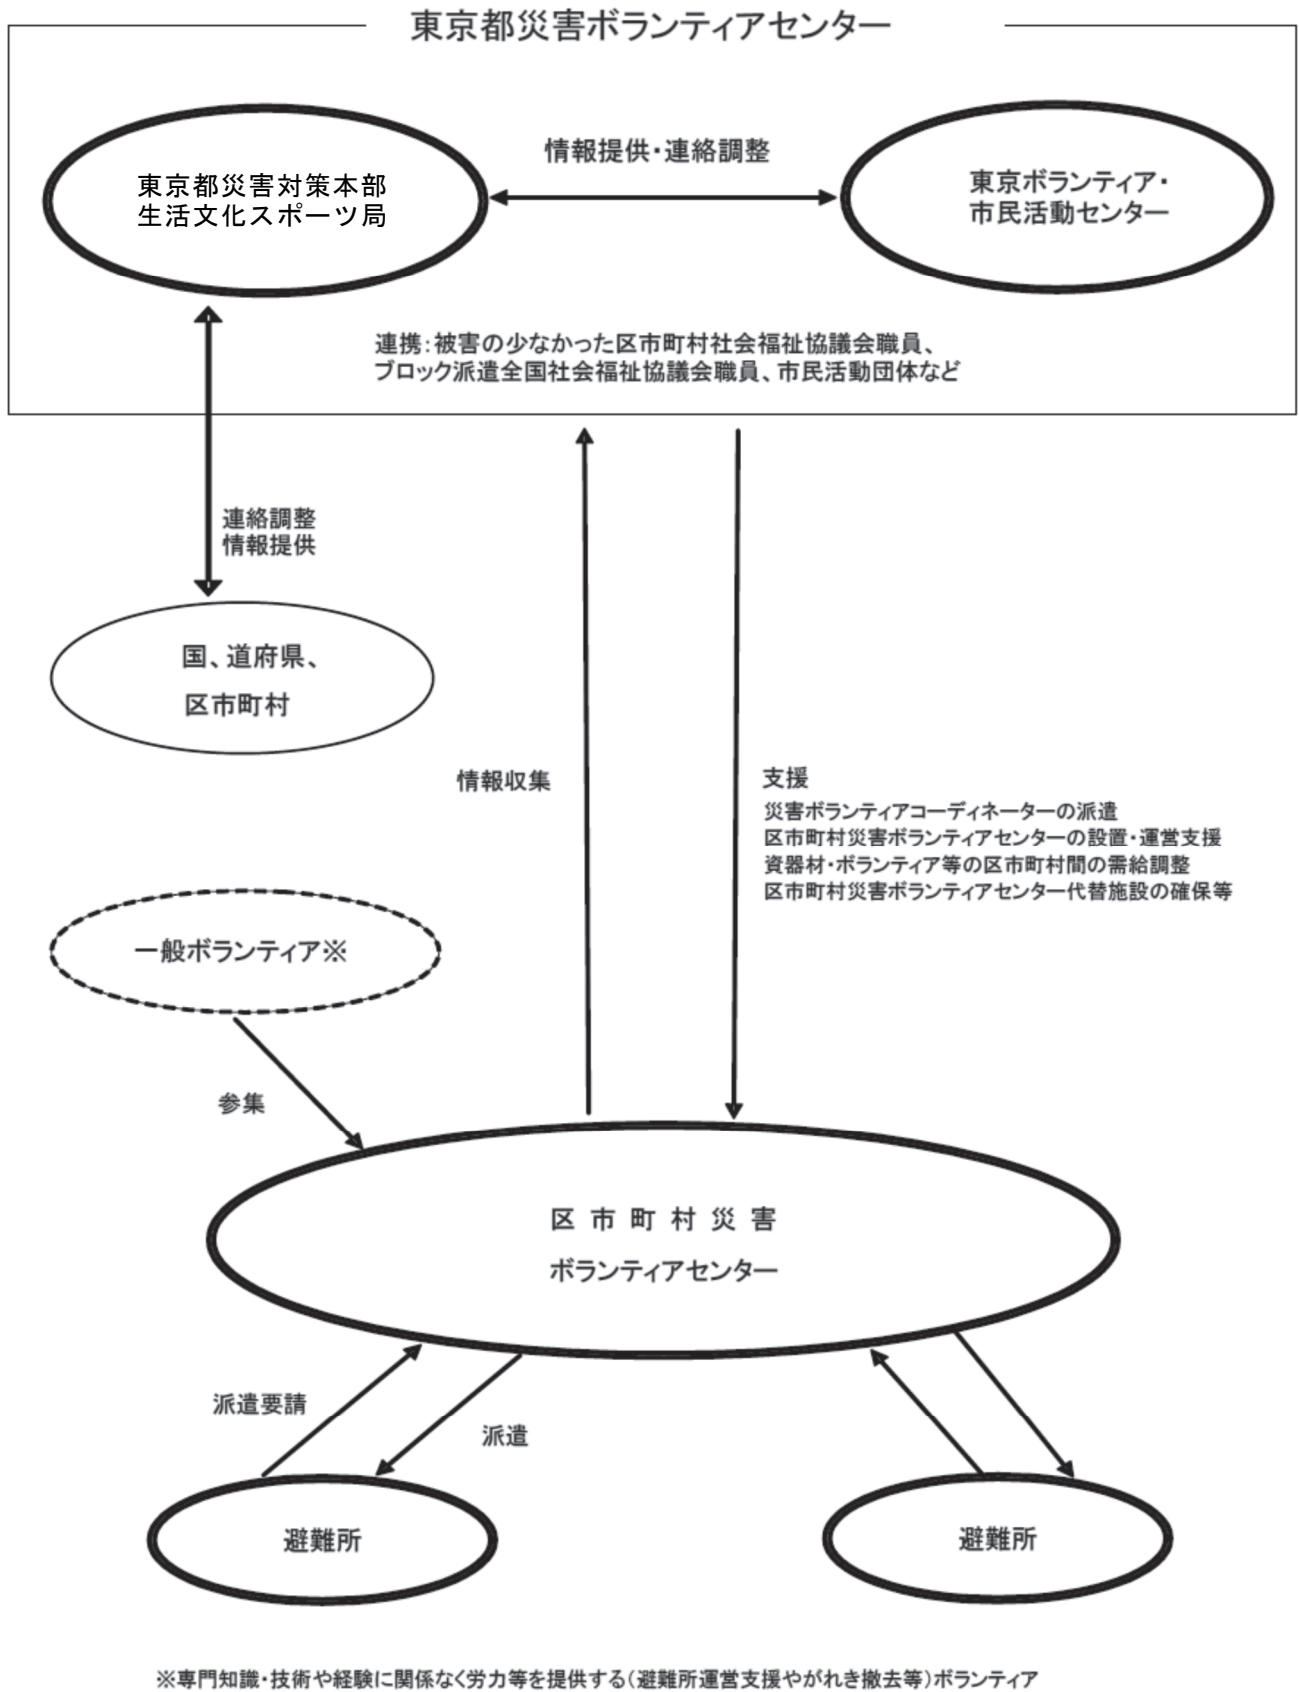 東京都災害ボランティアセンター
情報提供・連絡調整
東京都災害対策本部
生活文化スポーツ局
東京ボランティア・
市民活動センター
連携：被害の少なかった区市町村社会福祉協議会職員、
ブロック派遣全国社会福祉協議会職員、市民活動団体など
連絡調整
情報提供
国、道府県、
区市町村
情報収集
支援
災害ボランティアコーディネーターの派遣
区市町村災害ボランティアセンターの設置・運営支援
資器材・ボランティア等の区市町村間の需給調整
区市町村災害ボランティアセンター代替施設の確保等
一般ボランティア※
参集
区市町村災害
ボランティアセンター
派遣要請
派遣
避難所
避難所
※専門知識・技術や経験に関係なく労力等を提供する（避難所運営支援やがれき撤去等）ボランティア